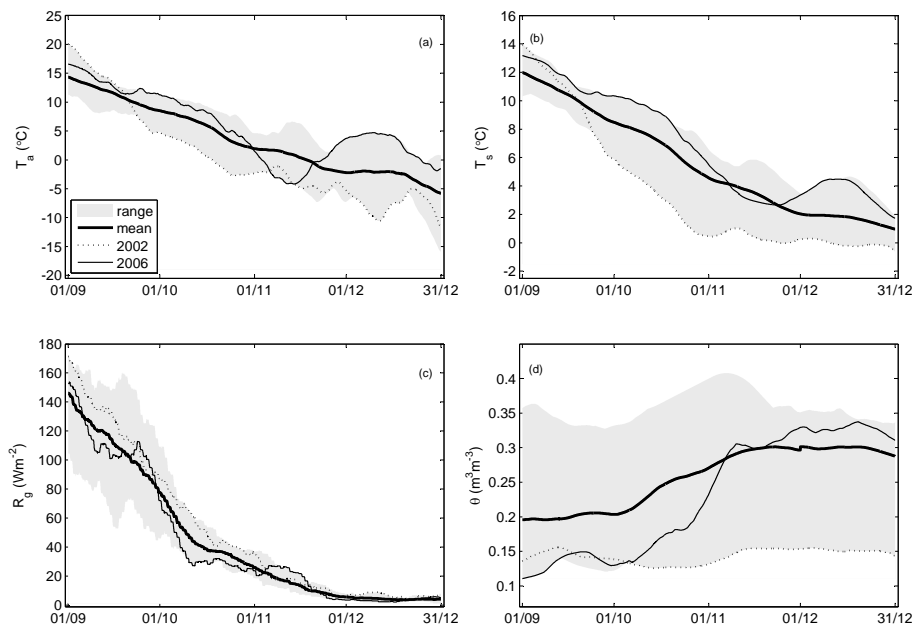 (a)
25
20
15
10
5
0
-5
-10
-15
-20
T_a (°C)
range
mean
2002
2006
01/09 01/10 01/11 01/12 31/12
(b)
16
14
12
10
8
6
4
2
0
-2
T_s (°C)
01/09 01/10 01/11 01/12 31/12
(c)
180
160
140
120
100
80
60
40
20
0
R_g (Wm⁻²)
01/09 01/10 01/11 01/12 31/12
(d)
0.4
0.35
0.3
0.25
0.2
0.15
0.1
θ (m³m⁻³)
01/09 01/10 01/11 01/12 31/12